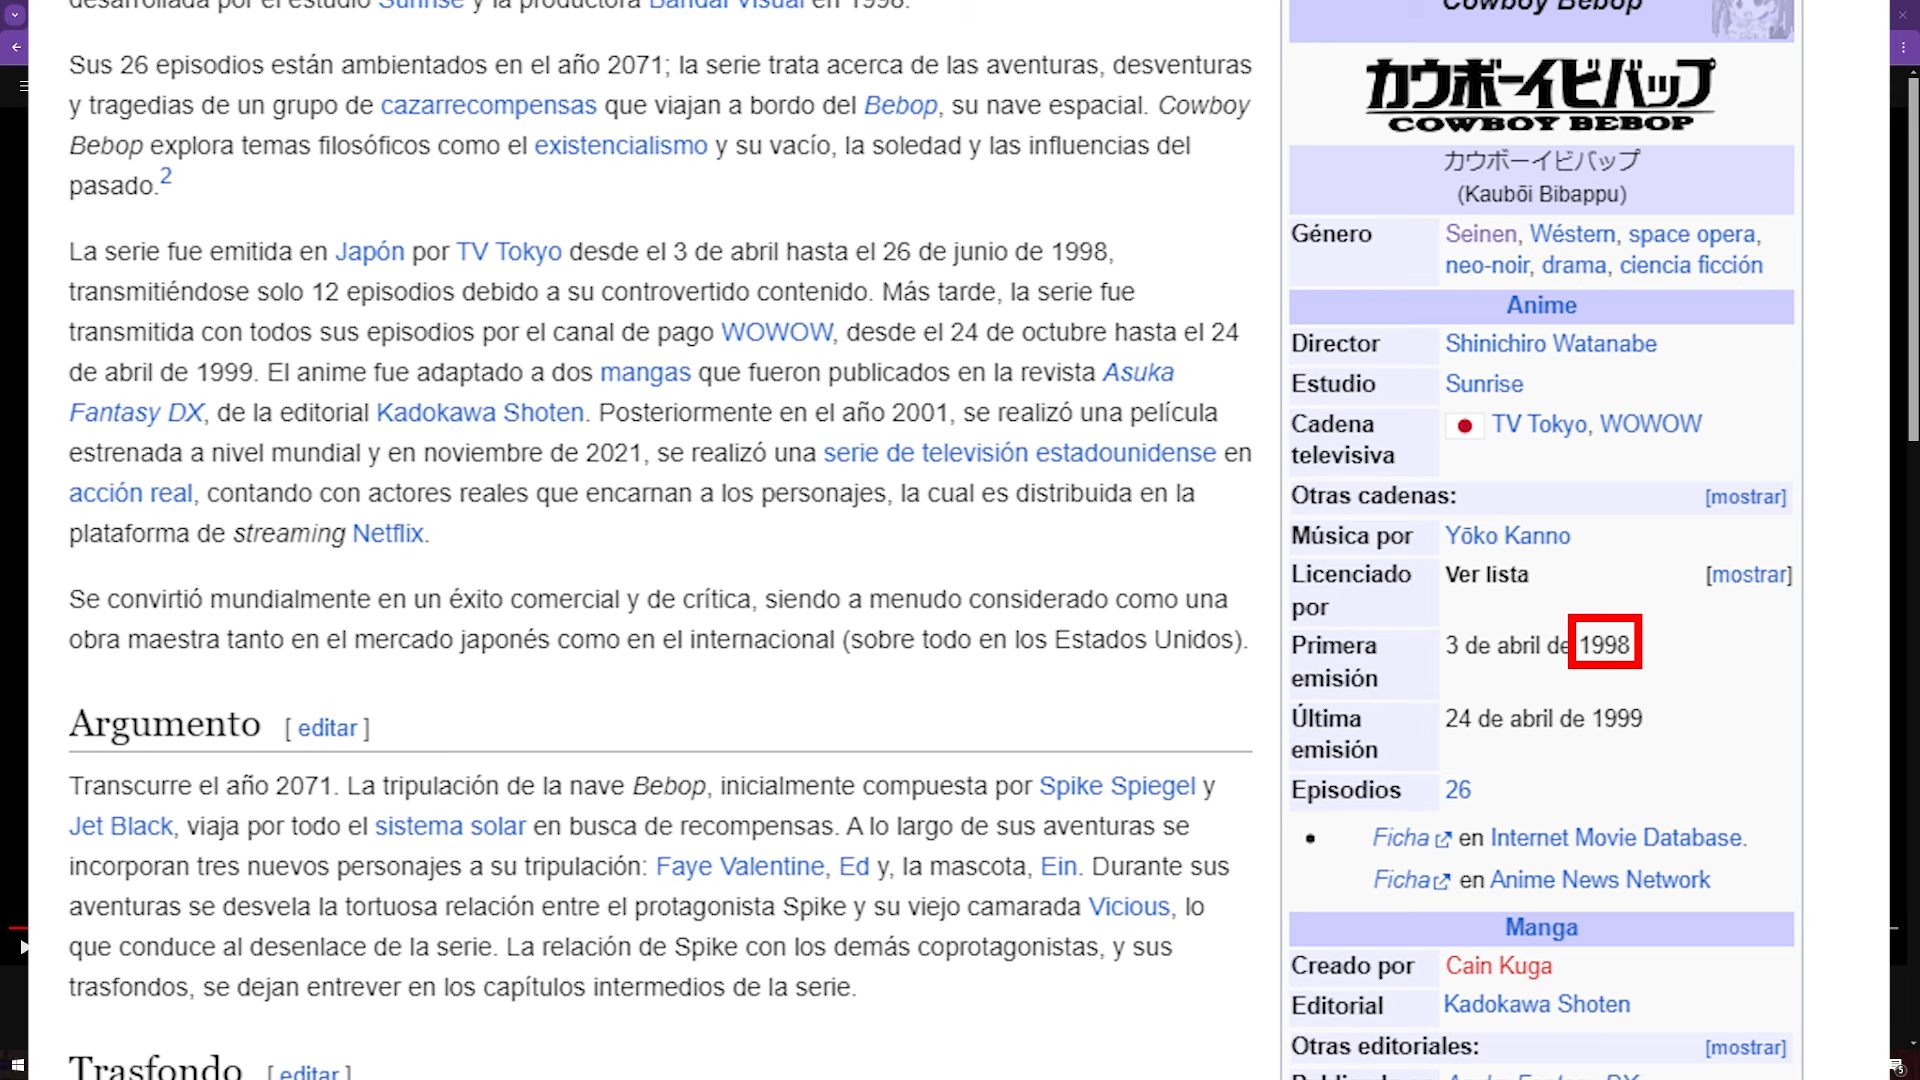 desarrollada por el estudio Sunrise y la productora Bandai Visual en 1998.
Sus 26 episodios están ambientados en el año 2071; la serie trata acerca de las aventuras, desventuras
y tragedias de un grupo de cazarrecompensas que viajan a bordo del Bebop, su nave espacial. Cowboy
Bebop explora temas filosóficos como el existencialismo y su vacío, la soledad y las influencias del
pasado.2
La serie fue emitida en Japón por TV Tokyo desde el 3 de abril hasta el 26 de junio de 1998,
transmitiéndose solo 12 episodios debido a su controvertido contenido. Más tarde, la serie fue
transmitida con todos sus episodios por el canal de pago WOWOW, desde el 24 de octubre hasta el 24
de abril de 1999. El anime fue adaptado a dos mangas que fueron publicados en la revista Asuka
Fantasy DX, de la editorial Kadokawa Shoten. Posteriormente en el año 2001, se realizó una película
estrenada a nivel mundial y en noviembre de 2021, se realizó una serie de televisión estadounidense en
acción real, contando con actores reales que encarnan a los personajes, la cual es distribuida en la
plataforma de streaming Netflix.
Se convirtió mundialmente en un éxito comercial y de crítica, siendo a menudo considerado como una
obra maestra tanto en el mercado japonés como en el internacional (sobre todo en los Estados Unidos).
Argumento [ editar ]
Transcurre el año 2071. La tripulación de la nave Bebop, inicialmente compuesta por Spike Spiegel y
Jet Black, viaja por todo el sistema solar en busca de recompensas. A lo largo de sus aventuras se
incorporan tres nuevos personajes a su tripulación: Faye Valentine, Ed y, la mascota, Ein. Durante sus
aventuras se desvela la tortuosa relación entre el protagonista Spike y su viejo camarada Vicious, lo
que conduce al desenlace de la serie. La relación de Spike con los demás coprotagonistas, y sus
trasfondos, se dejan entrever en los capítulos intermedios de la serie.
Trasfondo [ editar ]
Cowboy Bebop
カウボーイビバップ
COWBOY BEBOP
カウボーイビバップ
(Kaubōi Bibappu)
Género Seinen, Wéstern, space opera,
neo-noir, drama, ciencia ficción
Anime
Director Shinichiro Watanabe
Estudio Sunrise
Cadena TV Tokyo, WOWOW
televisiva
Otras cadenas: [mostrar]
Música por Yōko Kanno
Licenciado Ver lista [mostrar]
por
Primera 3 de abril de 1998
emisión
Última 24 de abril de 1999
emisión
Episodios 26
Ficha en Internet Movie Database.
Ficha en Anime News Network
Manga
Creado por Cain Kuga
Editorial Kadokawa Shoten
Otras editoriales: [mostrar]
Asuka Fantasy DX
5